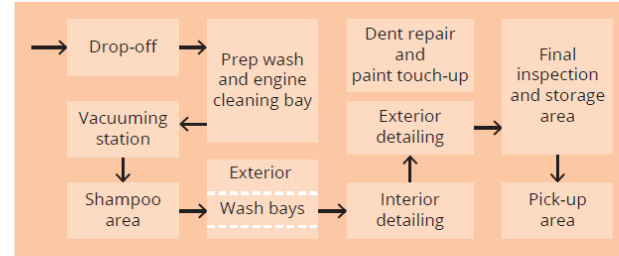 Drop-off
Prep wash
and engine
cleaning bay
Vacuuming
station
Shampoo
area
Exterior
Wash bays
Interior
detailing
Exterior
detailing
Dent repair
and
paint touch-up
Final
inspection
and storage
area
Pick-up
area